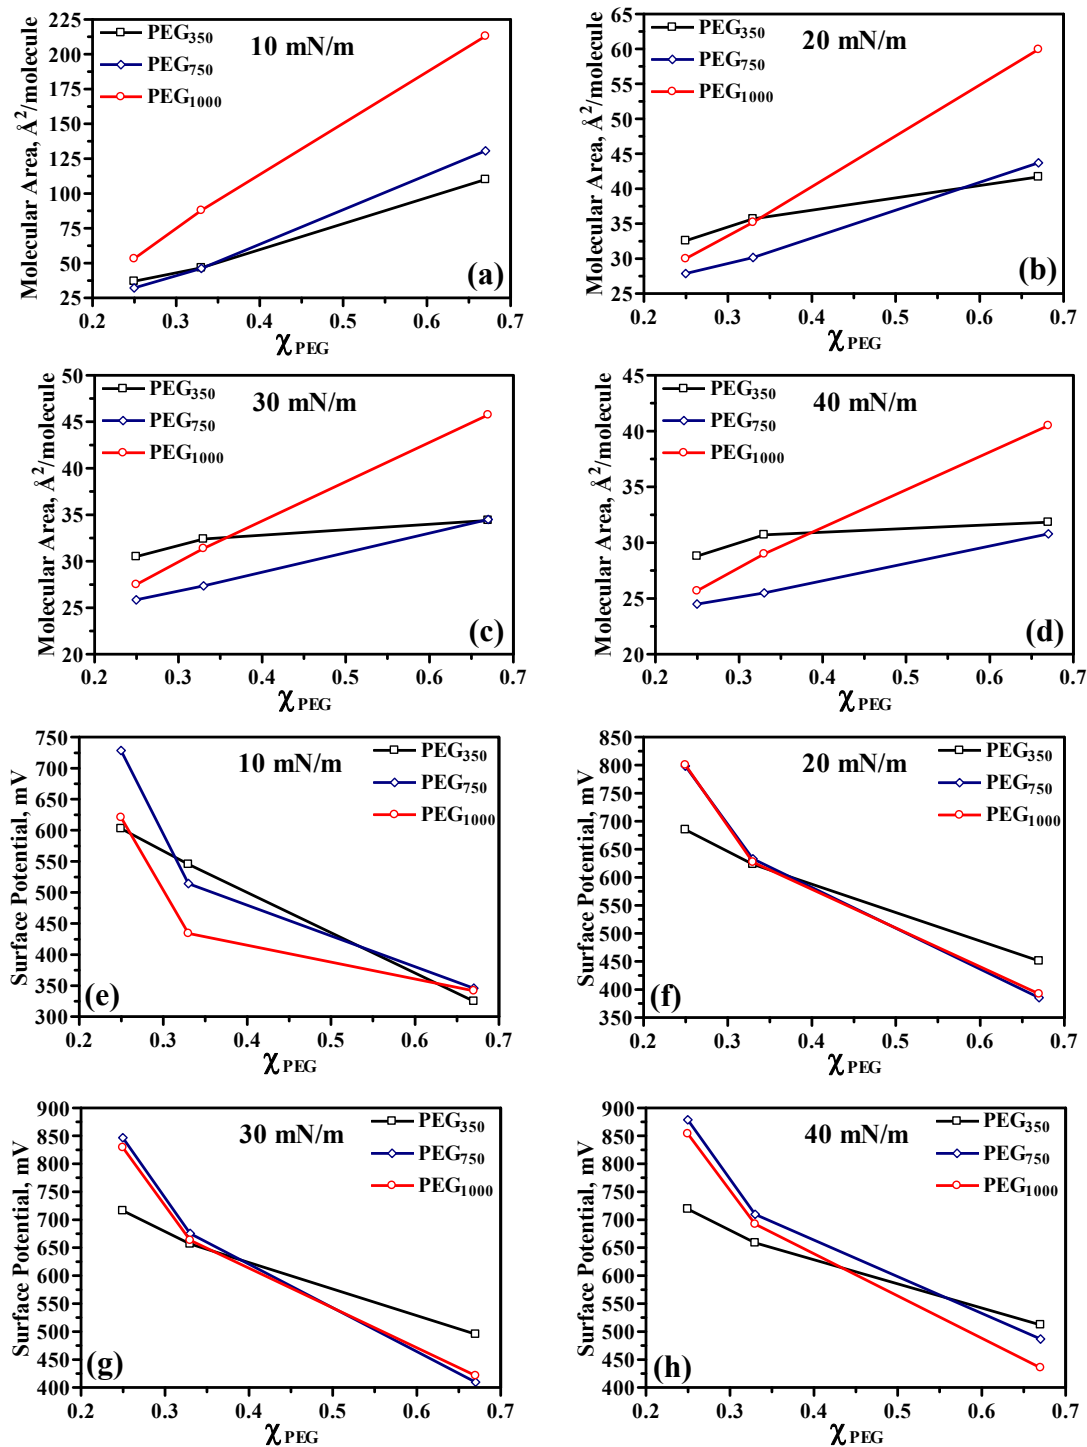 PEG350
PEG750
PEG1000
10 mN/m
Molecular Area, Å²/molecule
225
200
175
150
125
100
75
50
25
(a)
0.2 0.3 0.4 0.5 0.6 0.7
χPEG
PEG350
PEG750
PEG1000
20 mN/m
Molecular Area, Å²/molecule
65
60
55
50
45
40
35
30
25
(b)
0.2 0.3 0.4 0.5 0.6 0.7
χPEG
PEG350
PEG750
PEG1000
30 mN/m
Molecular Area, Å²/molecule
50
45
40
35
30
25
20
(c)
0.2 0.3 0.4 0.5 0.6 0.7
χPEG
PEG350
PEG750
PEG1000
40 mN/m
Molecular Area, Å²/molecule
45
40
35
30
25
20
(d)
0.2 0.3 0.4 0.5 0.6 0.7
χPEG
10 mN/m
PEG350
PEG750
PEG1000
Surface Potential, mV
750
700
650
600
550
500
450
400
350
300
(e)
0.2 0.3 0.4 0.5 0.6 0.7
χPEG
20 mN/m
PEG350
PEG750
PEG1000
Surface Potential, mV
850
800
750
700
650
600
550
500
450
400
350
(f)
0.2 0.3 0.4 0.5 0.6 0.7
χPEG
30 mN/m
PEG350
PEG750
PEG1000
Surface Potential, mV
900
850
800
750
700
650
600
550
500
450
400
(g)
0.2 0.3 0.4 0.5 0.6 0.7
χPEG
40 mN/m
PEG350
PEG750
PEG1000
Surface Potential, mV
900
850
800
750
700
650
600
550
500
450
400
(h)
0.2 0.3 0.4 0.5 0.6 0.7
χPEG